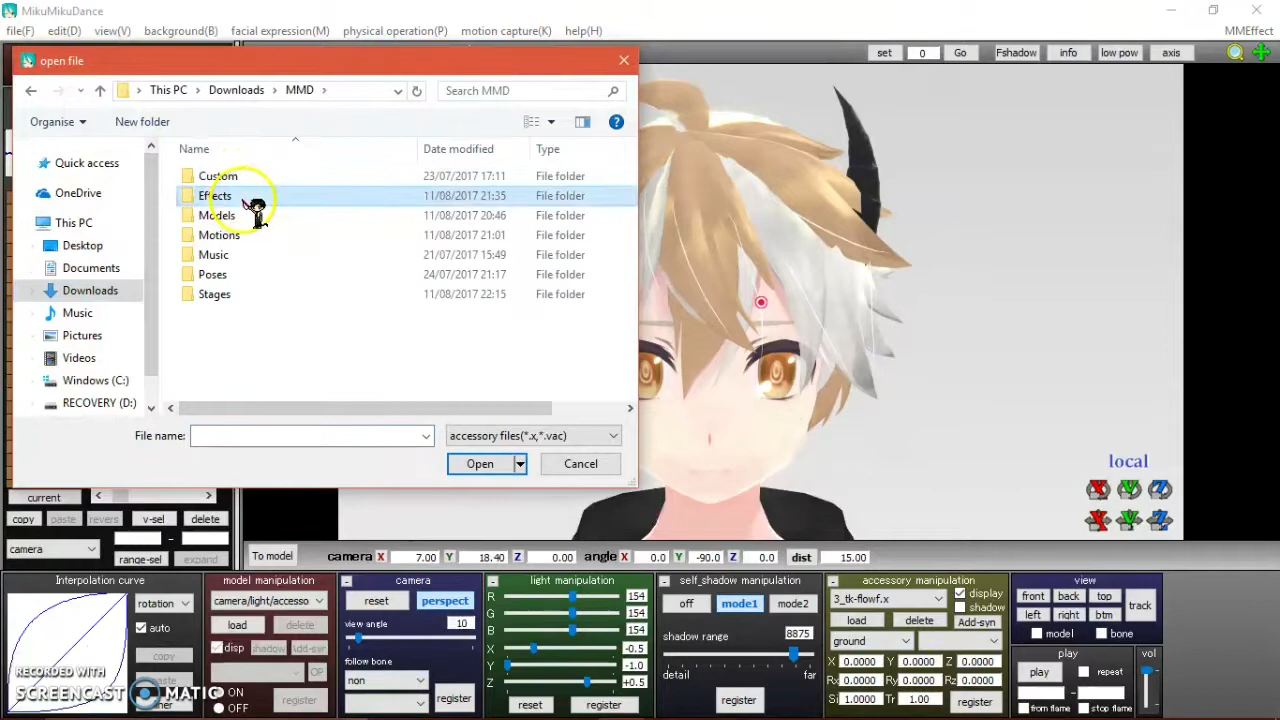 MikuMikuDance
file(F) edit(D) view(V) background(B) facial expression(M) physical operation(P) motion capture(K) help(H) MMEffect
open file
set 0 Go Fshadow info low pow axis
This PC Downloads MMD Search MMD
Organise New folder
Name Date modified Type
Quick access
OneDrive
This PC
Desktop
Documents
Downloads
Music
Pictures
Videos
Windows (C:)
RECOVERY (D:)
Custom 23/07/2017 17:11 File folder
Effects 11/08/2017 21:35 File folder
Models 11/08/2017 20:46 File folder
Motions 11/08/2017 21:01 File folder
Music 21/07/2017 15:49 File folder
Poses 24/07/2017 21:17 File folder
Stages 11/08/2017 22:15 File folder
File name: accessory files(*.x,*.vac)
Open Cancel
local
X Y Z
X Y Z
current
copy paste revers v-sel delete
camera range-sel expand
To model camera X 7.00 Y 18.40 Z 0.00 angle X 0.0 Y -90.0 Z 0.0 dist 15.00
Interpolation curve
rotation
auto
copy
paste
model manipulation
camera/light/accesso
load delete
disp shadow Add-syn
OP
ON
OFF
register
camera
reset perspect
view angle 10
follow bone
non
register
light manipulation
R 154
G 154
B 154
X -0.5
Y -1.0
Z +0.5
reset register
self_shadow manipulation
off mode1 mode2
shadow range 8875
detail far
register
accessory manipulation
3_tk-flowf.x display
shadow
load delete Add-syn
ground
X 0.0000 Y 0.0000 Z 0.0000
Rx 0.0000 Ry 0.0000 Rz 0.0000
Si 1.0000 Tr 1.00 register
view
front back top
left right btm
track
model bone
play
play repeat
-
from flame stop flame
vol
RECORDED WITH
SCREENCAST MATIC